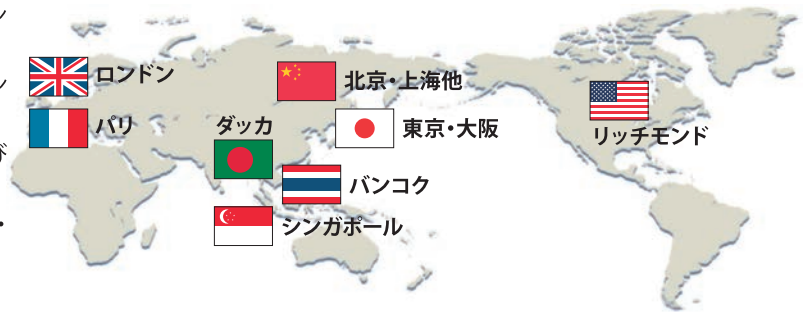 ロンドン
北京・上海他
パリ
ダッカ
東京・大阪
リッチモンド
バンコク
シンガポール